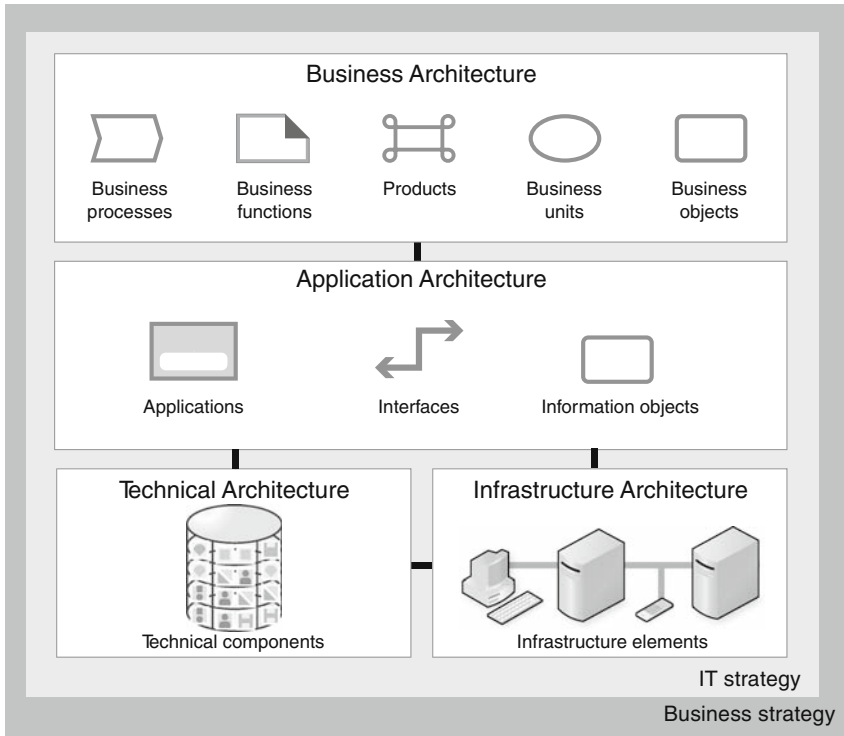 Business Architecture
Business
processes
Business
functions
Products
Business
units
Business
objects
Application Architecture
Applications
Interfaces
Information objects
Technical Architecture
Technical components
Infrastructure Architecture
Infrastructure elements
IT strategy
Business strategy